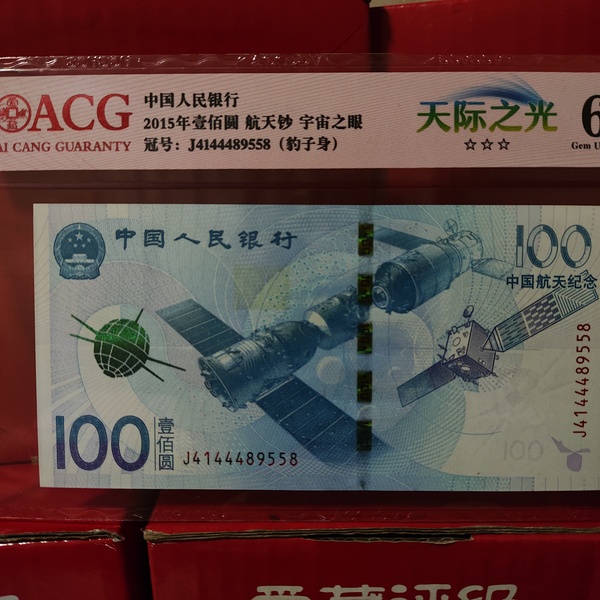 ACG
AI CANG GUARANTY
中国人民银行
2015年壹佰圆 航天钞 宇宙之眼
冠号：J4144489558（豹子身）
天际之光
☆☆☆
6
Gem U
中国人民银行
100
中国航天纪念
J4144489558
100
壹佰圆
J4144489558
100